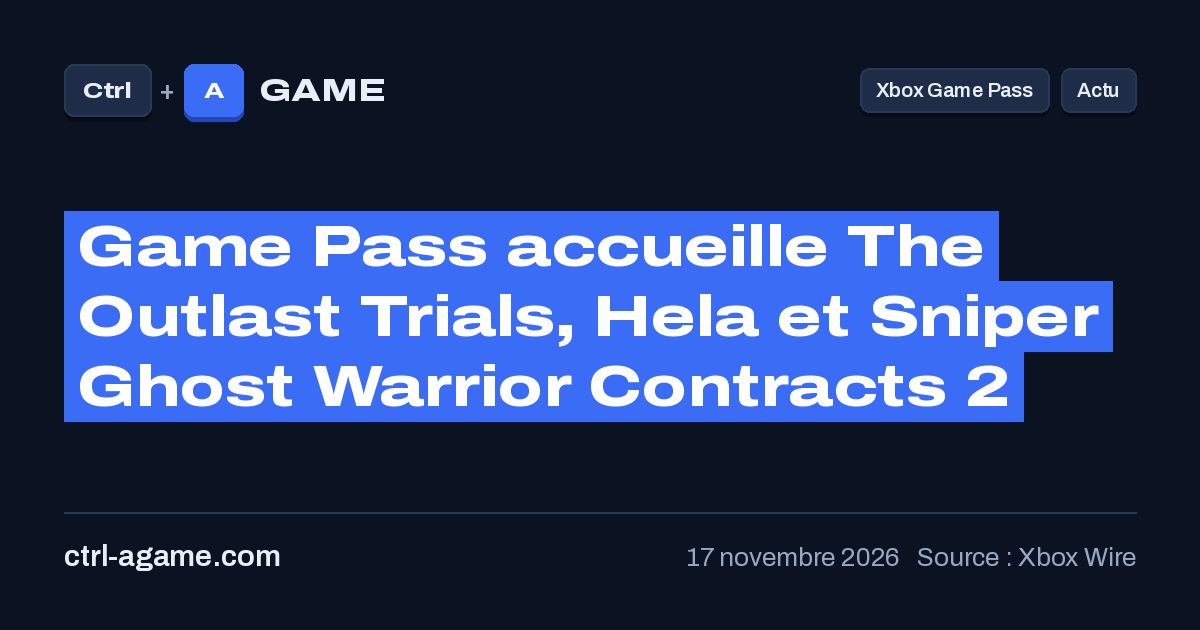 Ctrl + A GAME
Xbox Game Pass
Actu
Game Pass accueille The
Outlast Trials, Hela et Sniper
Ghost Warrior Contracts 2
ctrl-agame.com
17 novembre 2026 Source : Xbox Wire